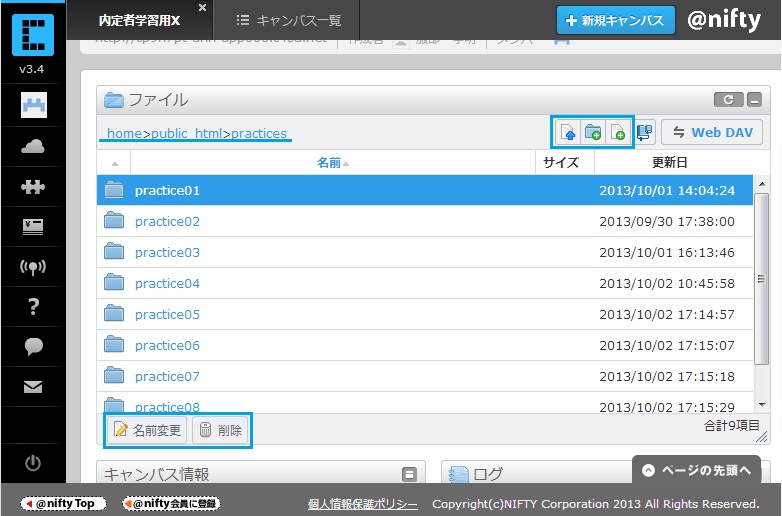 内定者学習用X
キャンバス一覧
新規キャンバス
@nifty
v3.4
ファイル
home>public_html>practices
Web DAV
名前 サイズ 更新日
practice01 2013/10/01 14:04:24
practice02 2013/09/30 17:38:00
practice03 2013/10/01 16:13:46
practice04 2013/10/02 10:45:58
practice05 2013/10/02 17:14:57
practice06 2013/10/02 17:15:07
practice07 2013/10/02 17:15:18
practice08 2013/10/02 17:15:29
名前変更 削除 合計9項目
キャンバス情報 ログ
ページの先頭へ
@nifty Top @nifty会員に登録 個人情報保護ポリシー Copyright(c)NIFTY Corporation 2013 All Rights Reserved.